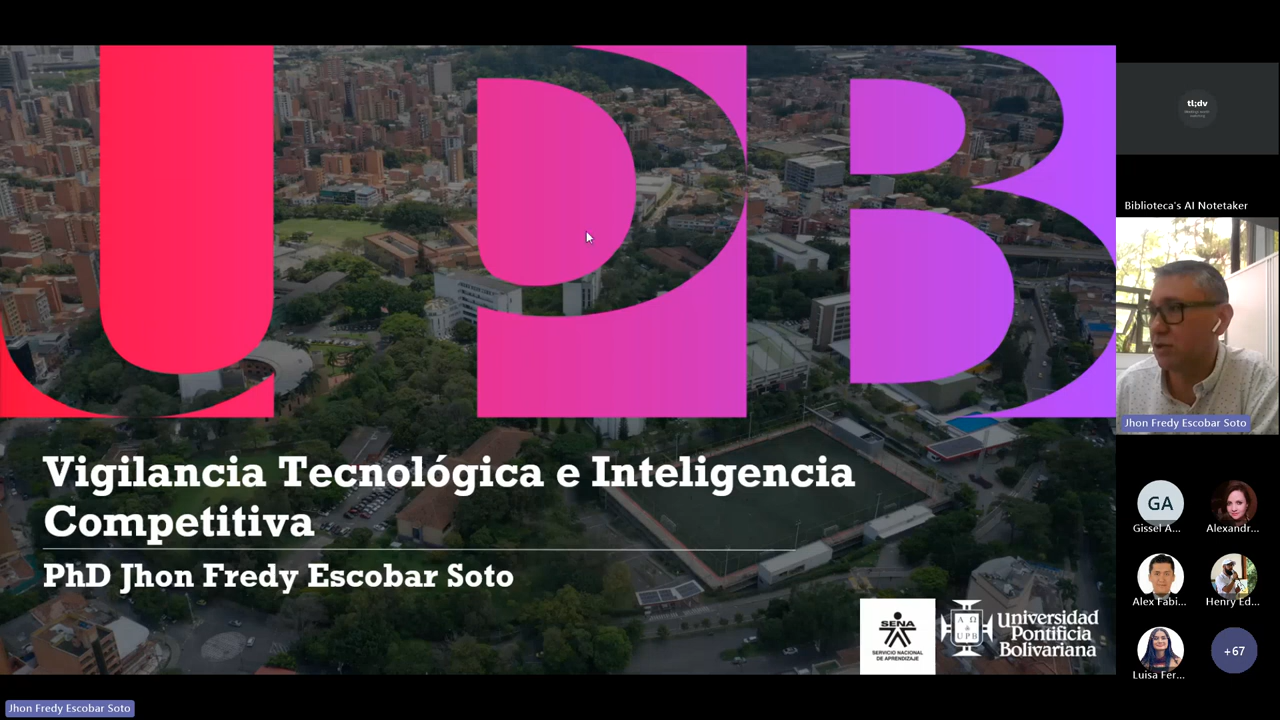 UPB
Vigilancia Tecnológica e Inteligencia
Competitiva
PhD Jhon Fredy Escobar Soto
SENA
SERVICIO NACIONAL
DE APRENDIZAJE
Α Ω
UPB
Universidad
Pontificia
Bolivariana
tl;dv
Biblioteca's AI Notetaker
Jhon Fredy Escobar Soto
GA
Gissel A...
Alexandr...
Alex Fabi...
Henry Ed...
Luisa Fer...
+67
Jhon Fredy Escobar Soto